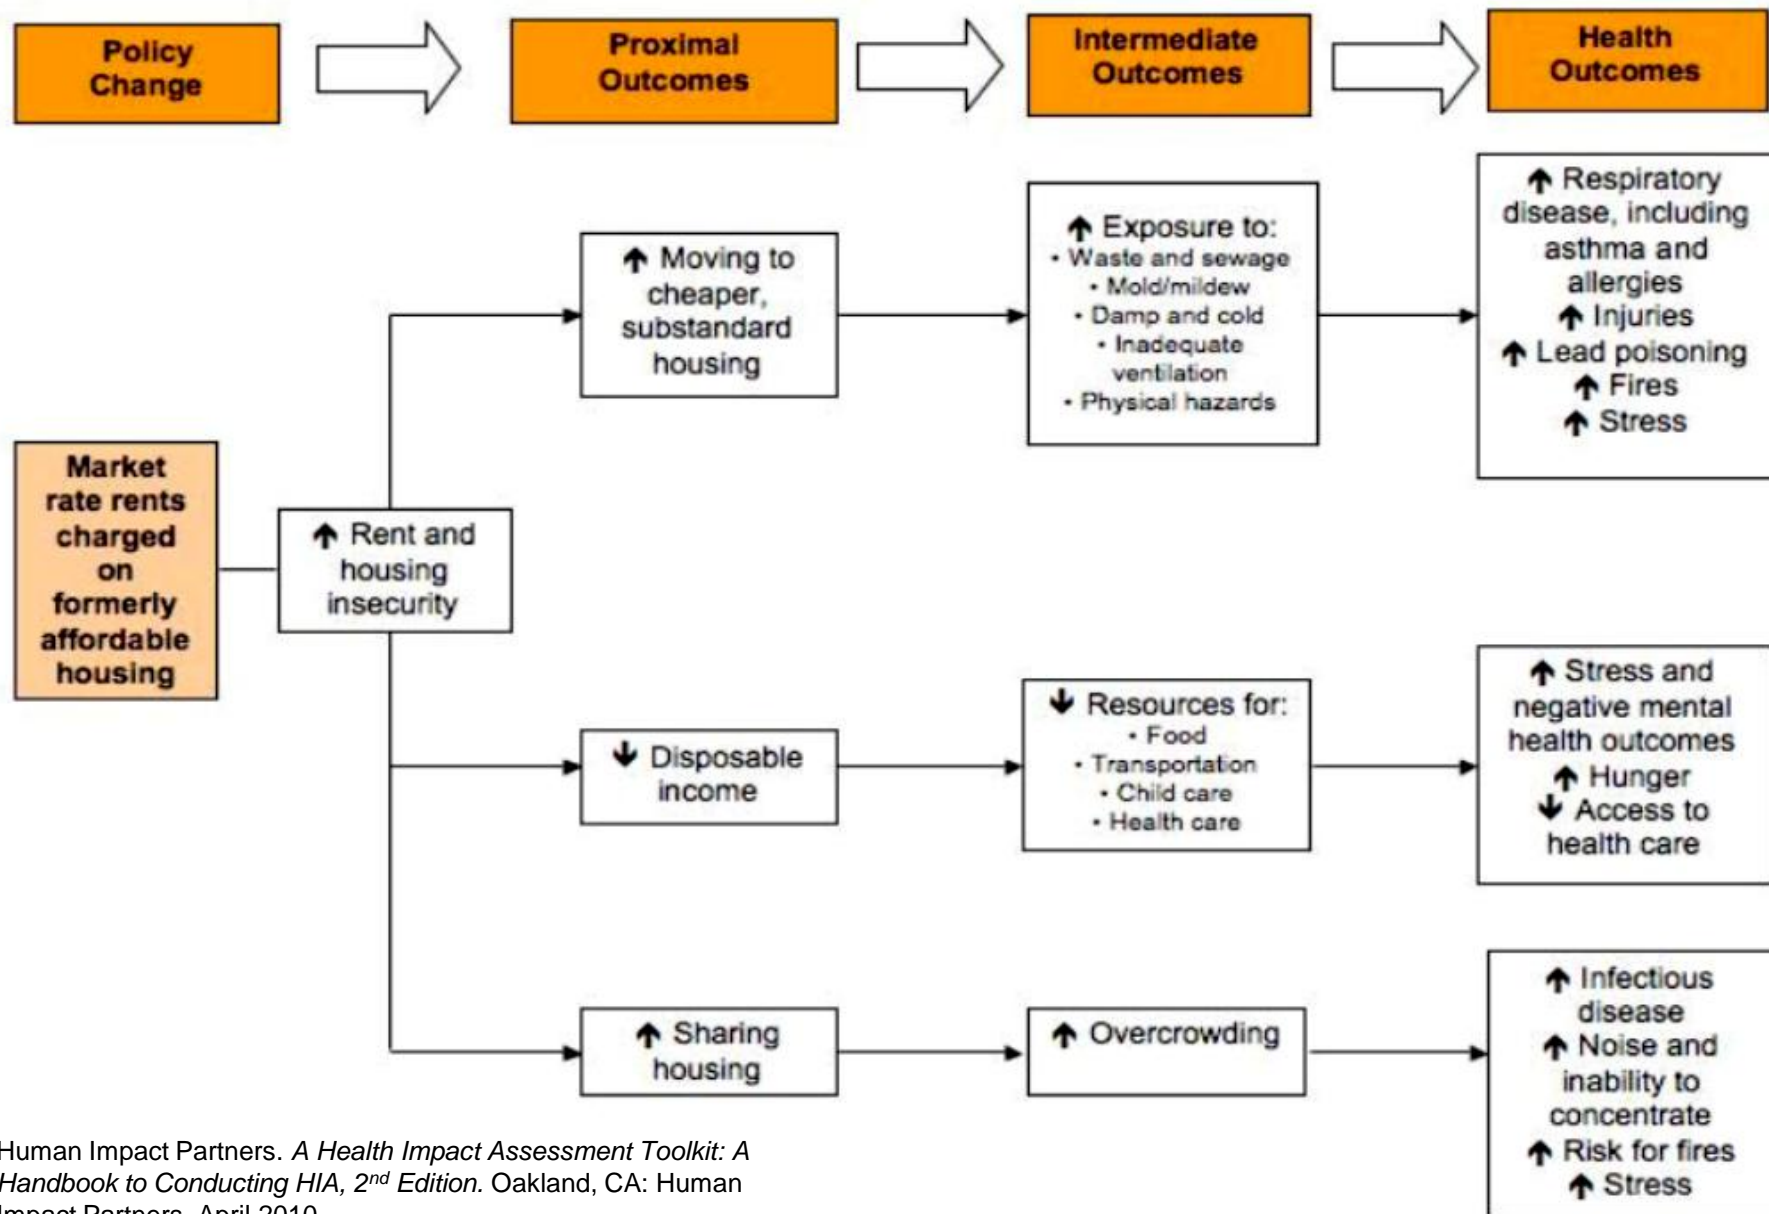 Policy
Change
Proximal
Outcomes
Intermediate
Outcomes
Health
Outcomes
Market
rate rents
charged
on
formerly
affordable
housing
↑ Rent and
housing
insecurity
↑ Moving to
cheaper,
substandard
housing
↑ Exposure to:
• Waste and sewage
• Mold/mildew
• Damp and cold
• Inadequate
ventilation
• Physical hazards
↑ Respiratory
disease, including
asthma and
allergies
↑ Injuries
↑ Lead poisoning
↑ Fires
↑ Stress
↓ Disposable
income
↓ Resources for:
• Food
• Transportation
• Child care
• Health care
↑ Stress and
negative mental
health outcomes
↑ Hunger
↓ Access to
health care
↑ Sharing
housing
↑ Overcrowding
↑ Infectious
disease
↑ Noise and
inability to
concentrate
↑ Risk for fires
↑ Stress
Human Impact Partners. A Health Impact Assessment Toolkit: A
Handbook to Conducting HIA, 2nd Edition. Oakland, CA: Human
Impact Partners. April 2010